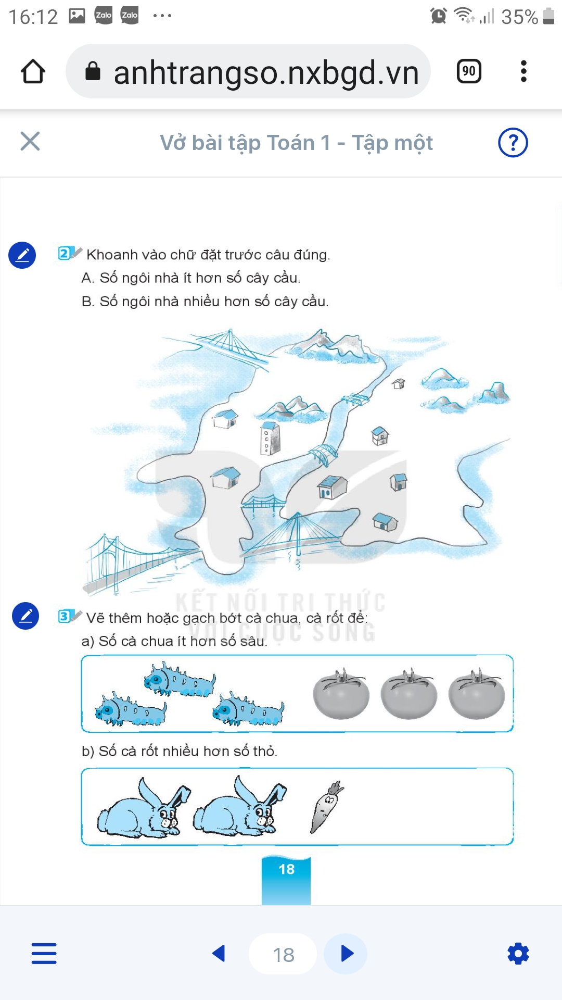 16:12 Zalo Zalo ... 35%
anhtrangso.nxbgd.vn 90
Vở bài tập Toán 1 - Tập một ?
2 Khoanh vào chữ đặt trước câu đúng.
A. Số ngôi nhà ít hơn số cây cầu.
B. Số ngôi nhà nhiều hơn số cây cầu.
KẾT NỐI TRI THỨC
3 Vẽ thêm hoặc gạch bớt cà chua, cà rốt để:
VỚI CUỘC SỐNG
a) Số cà chua ít hơn số sâu.
b) Số cà rốt nhiều hơn số thỏ.
18
18